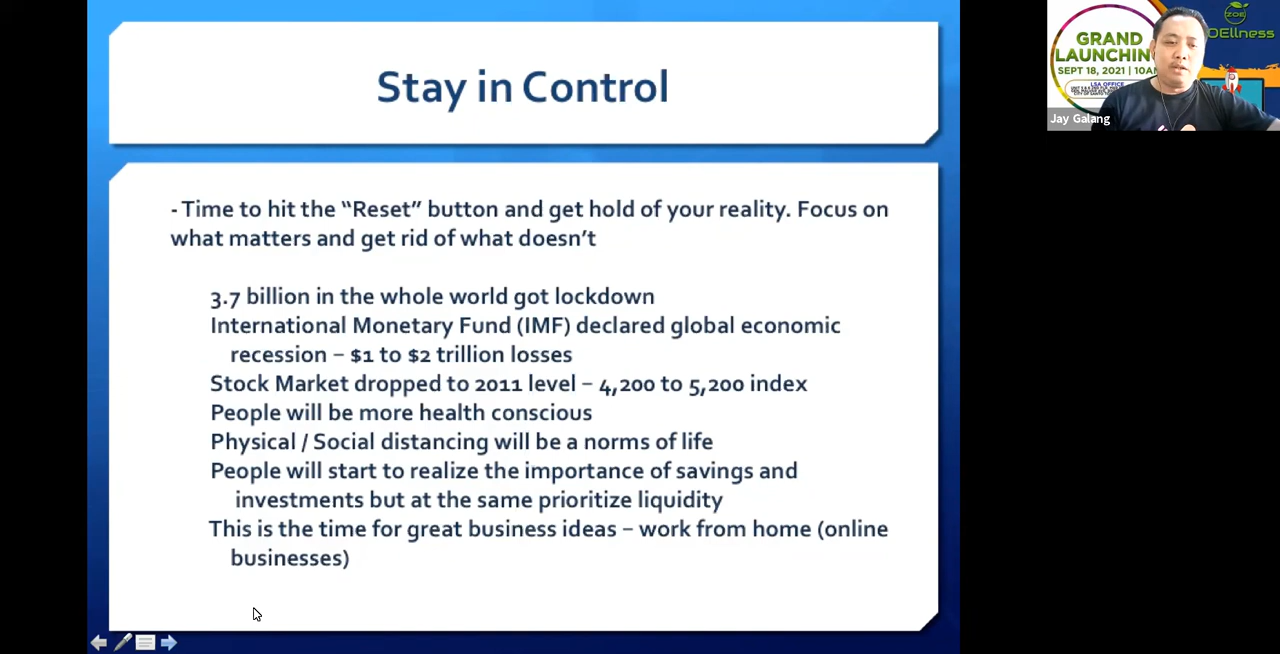 Stay in Control
- Time to hit the “Reset” button and get hold of your reality. Focus on
what matters and get rid of what doesn’t
3.7 billion in the whole world got lockdown
International Monetary Fund (IMF) declared global economic
recession – $1 to $2 trillion losses
Stock Market dropped to 2011 level – 4,200 to 5,200 index
People will be more health conscious
Physical / Social distancing will be a norms of life
People will start to realize the importance of savings and
investments but at the same prioritize liquidity
This is the time for great business ideas – work from home (online
businesses)
GRAND
LAUNCHIN
SEPT 18, 2021 | 10A
LSA OFFICE
ZOE
OEllness
Jay Galang